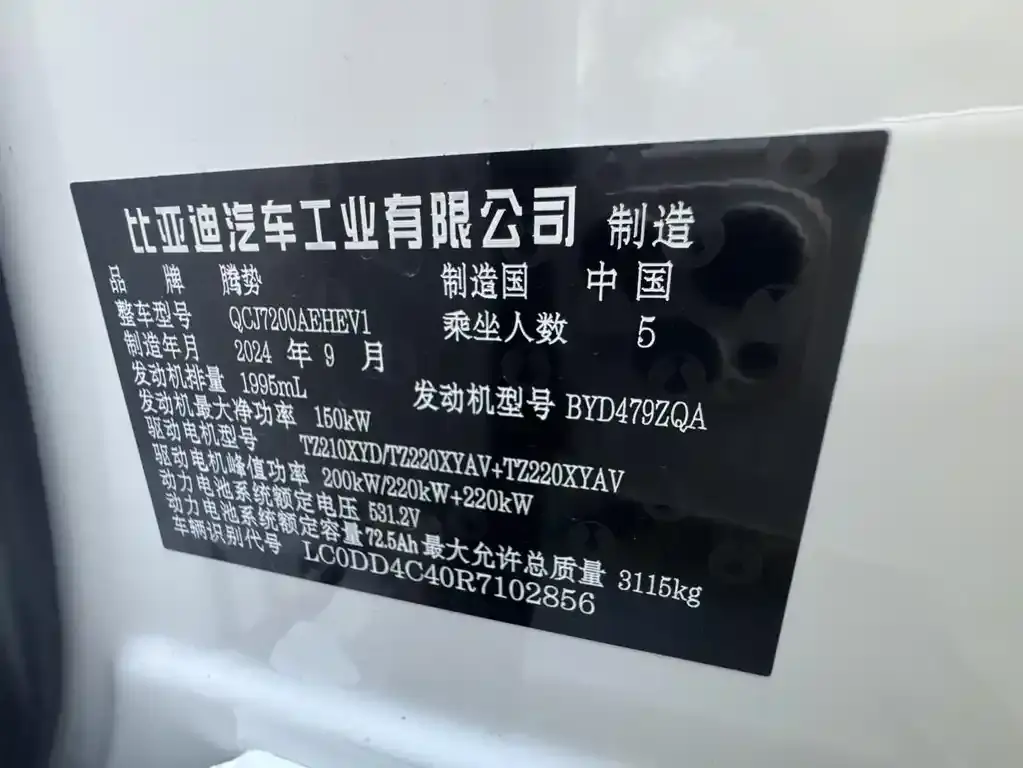 比亚迪汽车工业有限公司 制造
品 牌 腾势 制造国 中国
整车型号 QCJ7200AEHEV1 乘坐人数 5
制造年月 2024 年 9 月
发动机排量 1995mL 发动机型号 BYD479ZQA
发动机最大净功率 150kW
驱动电机型号 TZ210XYD/TZ220XYAV+TZ220XYAV
驱动电机峰值功率 200kW/220kW+220kW
动力电池系统额定电压 531.2V
动力电池系统额定容量 72.5Ah 最大允许总质量 3115kg
车辆识别代号 LC0DD4C40R7102856